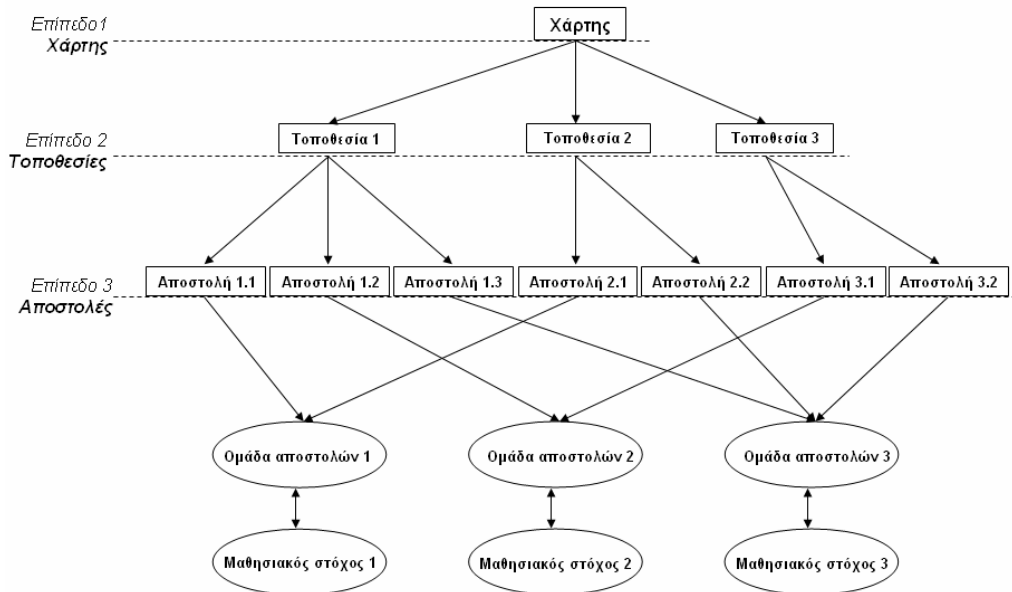 Επίπεδο 1
Χάρτης
Χάρτης
Επίπεδο 2
Τοποθεσίες
Τοποθεσία 1
Τοποθεσία 2
Τοποθεσία 3
Επίπεδο 3
Αποστολές
Αποστολή 1.1
Αποστολή 1.2
Αποστολή 1.3
Αποστολή 2.1
Αποστολή 2.2
Αποστολή 3.1
Αποστολή 3.2
Ομάδα αποστολών 1
Ομάδα αποστολών 2
Ομάδα αποστολών 3
Μαθησιακός στόχος 1
Μαθησιακός στόχος 2
Μαθησιακός στόχος 3